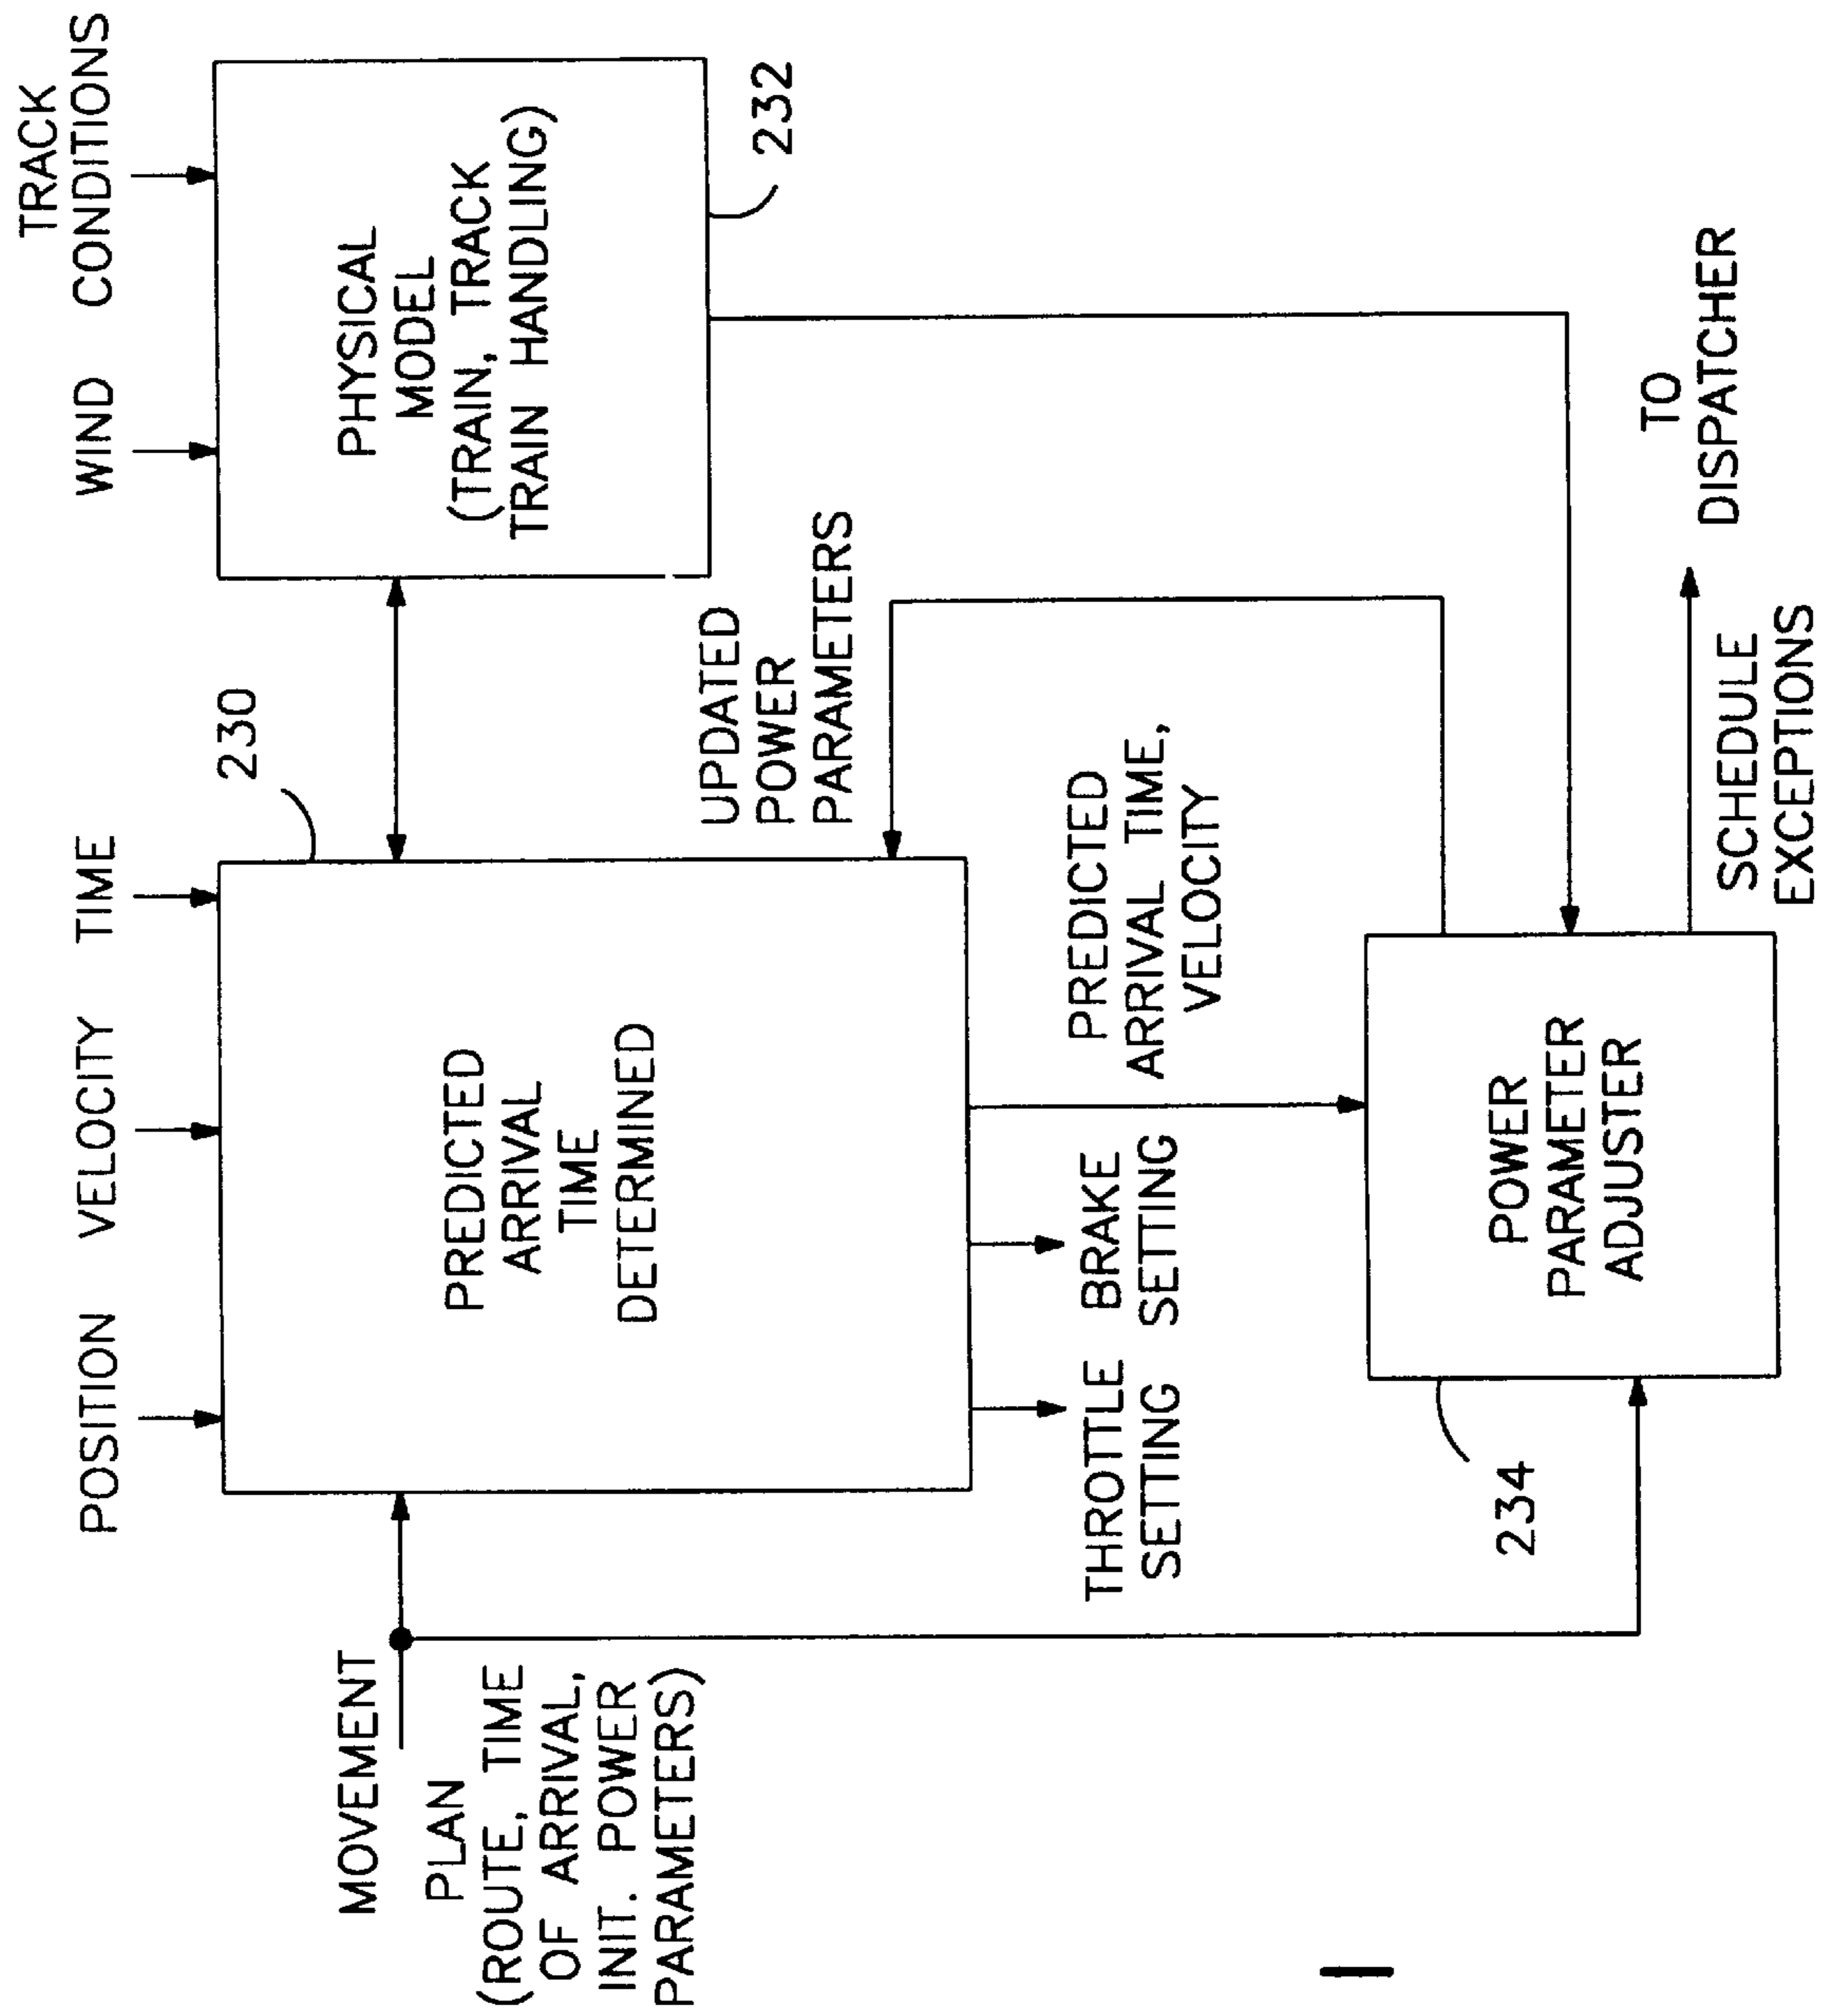 POSITION VELOCITY TIME
WIND
TRACK
CONDITIONS
230
MOVEMENT
PLAN
(ROUTE, TIME
OF ARRIVAL,
INIT. POWER
PARAMETERS)
PREDICTED
ARRIVAL
TIME
DETERMINED
PHYSICAL
MODEL
(TRAIN, TRACK
TRAIN HANDLING)
232
UPDATED
POWER
PARAMETERS
THROTTLE
SETTING
BRAKE
SETTING
PREDICTED
ARRIVAL TIME,
VELOCITY
234
POWER
PARAMETER
ADJUSTER
TO
DISPATCHER
SCHEDULE
EXCEPTIONS